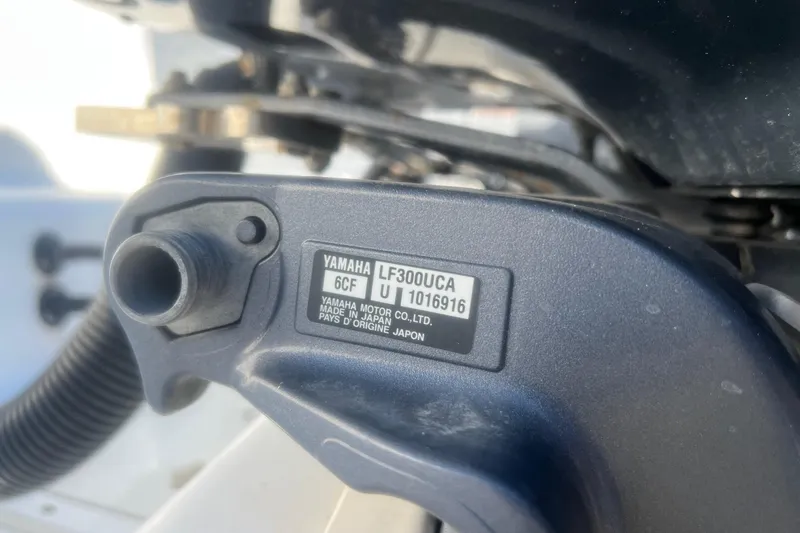 YAMAHA LF300UCA
6CF U 1016916
YAMAHA MOTOR CO.,LTD.
MADE IN JAPAN
PAYS D'ORIGINE JAPON